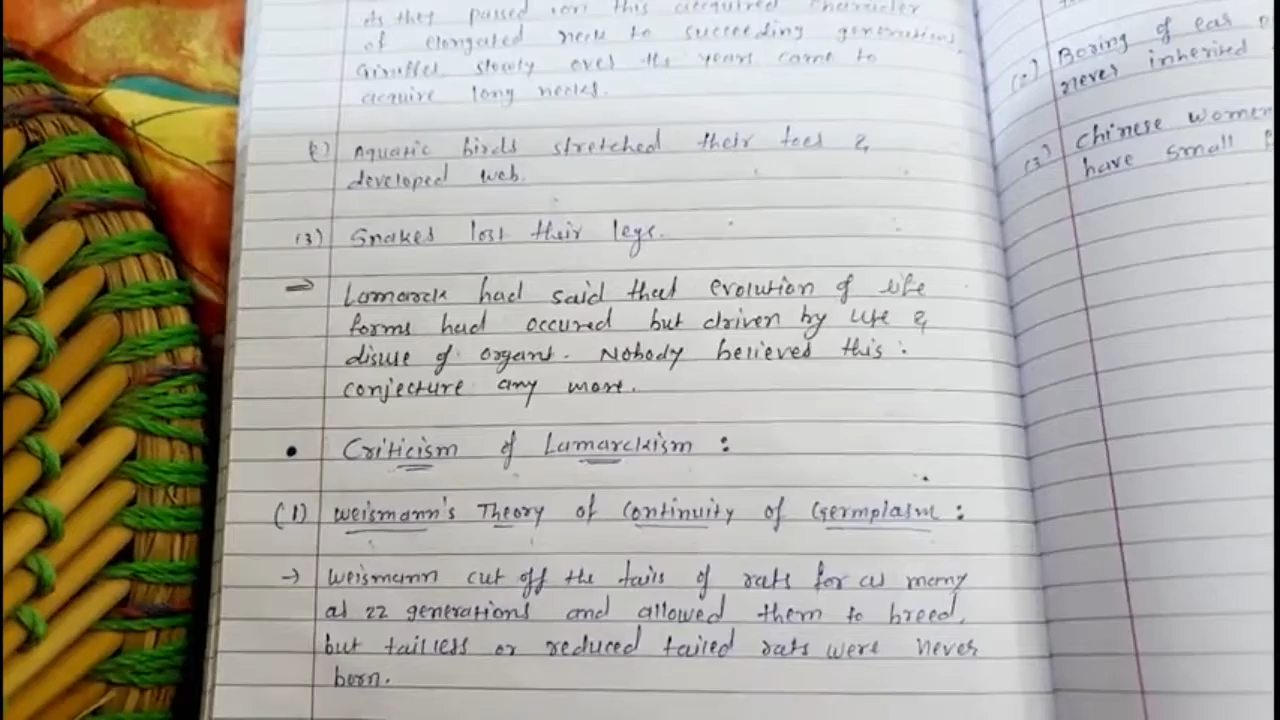 As they passed on this acquired character
of elongated neck to succeeding generations,
Giraffes slowly over the years came to
acquire long necks.
Aquatic birds stretched their toes &
developed web.
(3) Snakes lost their legs.
⇒ Lamarck had said that evolution of life
forms had occured but driven by use &
disuse of organs. Nobody believed this
conjecture any more.
• Criticism of Lamarckism :
(1) Weismann's Theory of Continuity of Germplasm :
→ Weismann cut off the tails of rats for as many
as 22 generations and allowed them to breed,
but tailless or reduced tailed rats were never
born.
(2) Boring of ear
never inherited
(3) Chinese women
have small